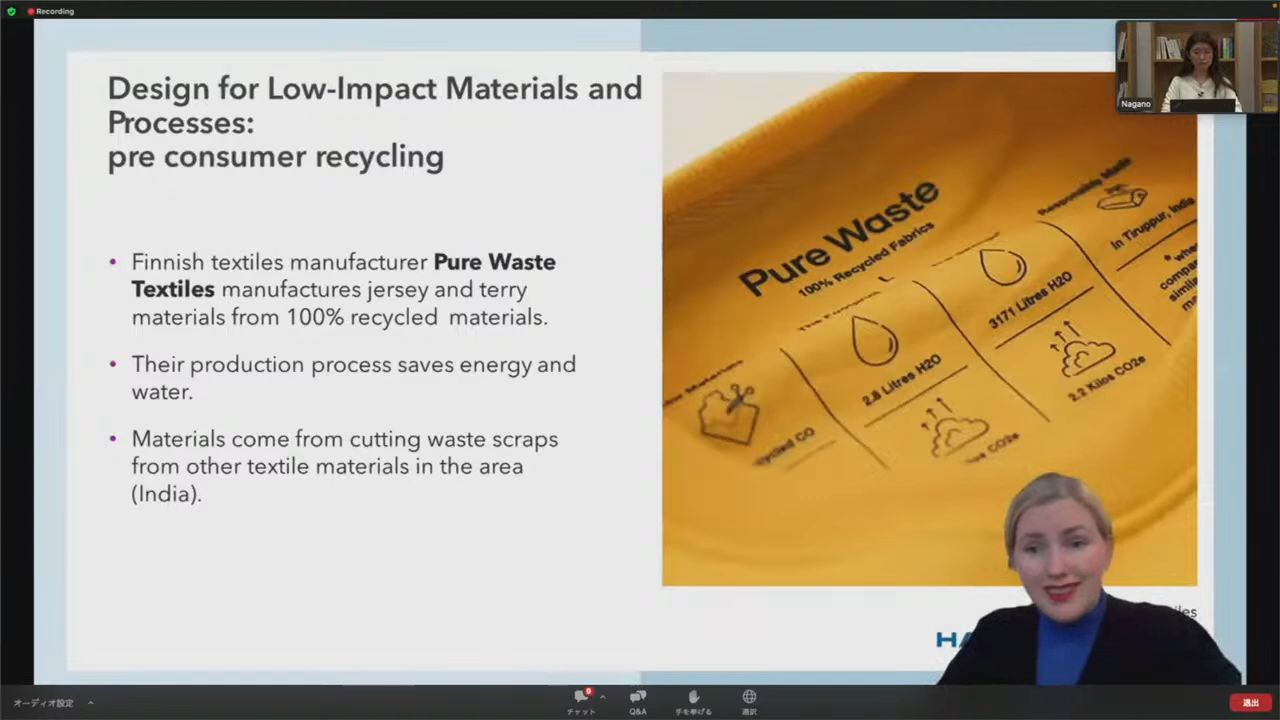 Recording
Design for Low-Impact Materials and
Processes:
pre consumer recycling
• Finnish textiles manufacturer Pure Waste
Textiles manufactures jersey and terry
materials from 100% recycled materials.
• Their production process saves energy and
water.
• Materials come from cutting waste scraps
from other textile materials in the area
(India).
Pure Waste
100% Recycled Fabrics
2.8 Litres H2O
3171 Litres H2O
CO2e
2.2 Kilos CO2e
Responsibly Made
in Tiruppur, India
Nagano
オーディオ設定
チャット
Q&A
手を挙げる
通訳
退出